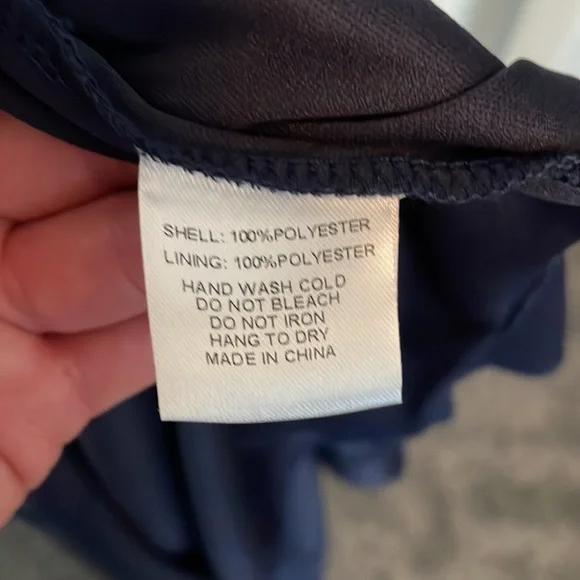 SHELL: 100%POLYESTER
LINING: 100%POLYESTER
HAND WASH COLD
DO NOT BLEACH
DO NOT IRON
HANG TO DRY
MADE IN CHINA